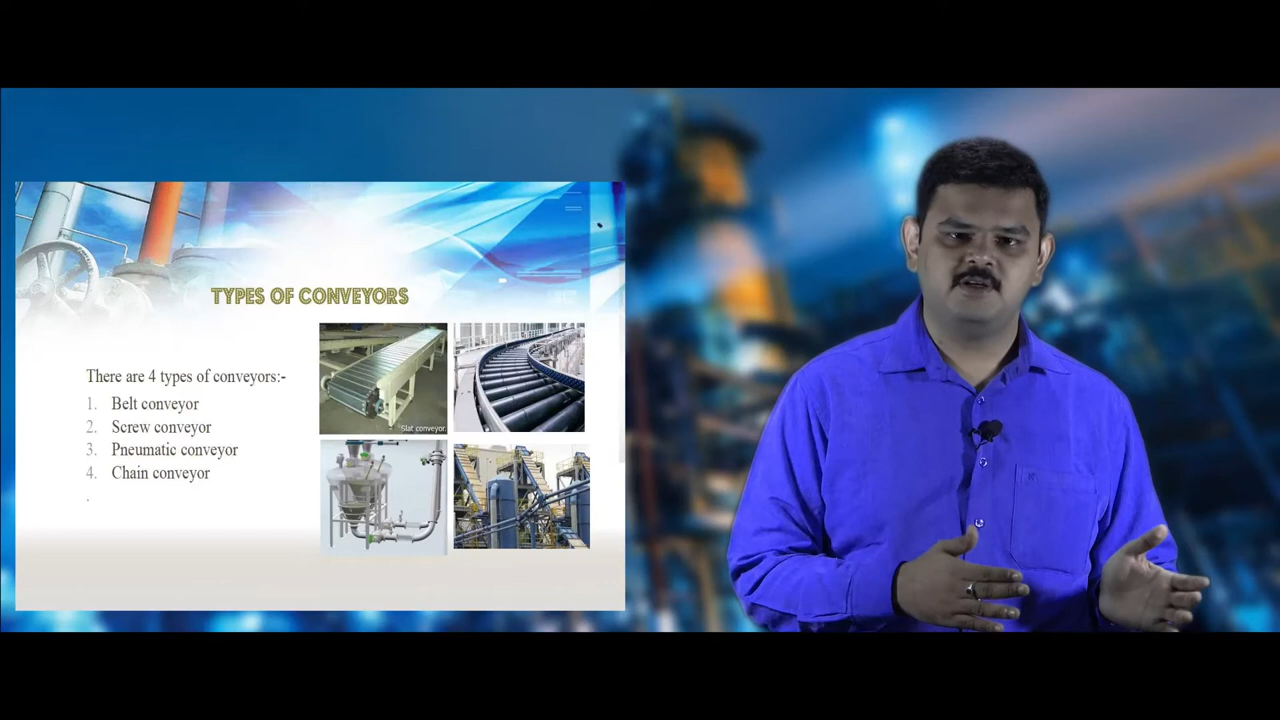 TYPES OF CONVEYORS
There are 4 types of conveyors:-
1. Belt conveyor
2. Screw conveyor
3. Pneumatic conveyor
4. Chain conveyor
.
Slat conveyor